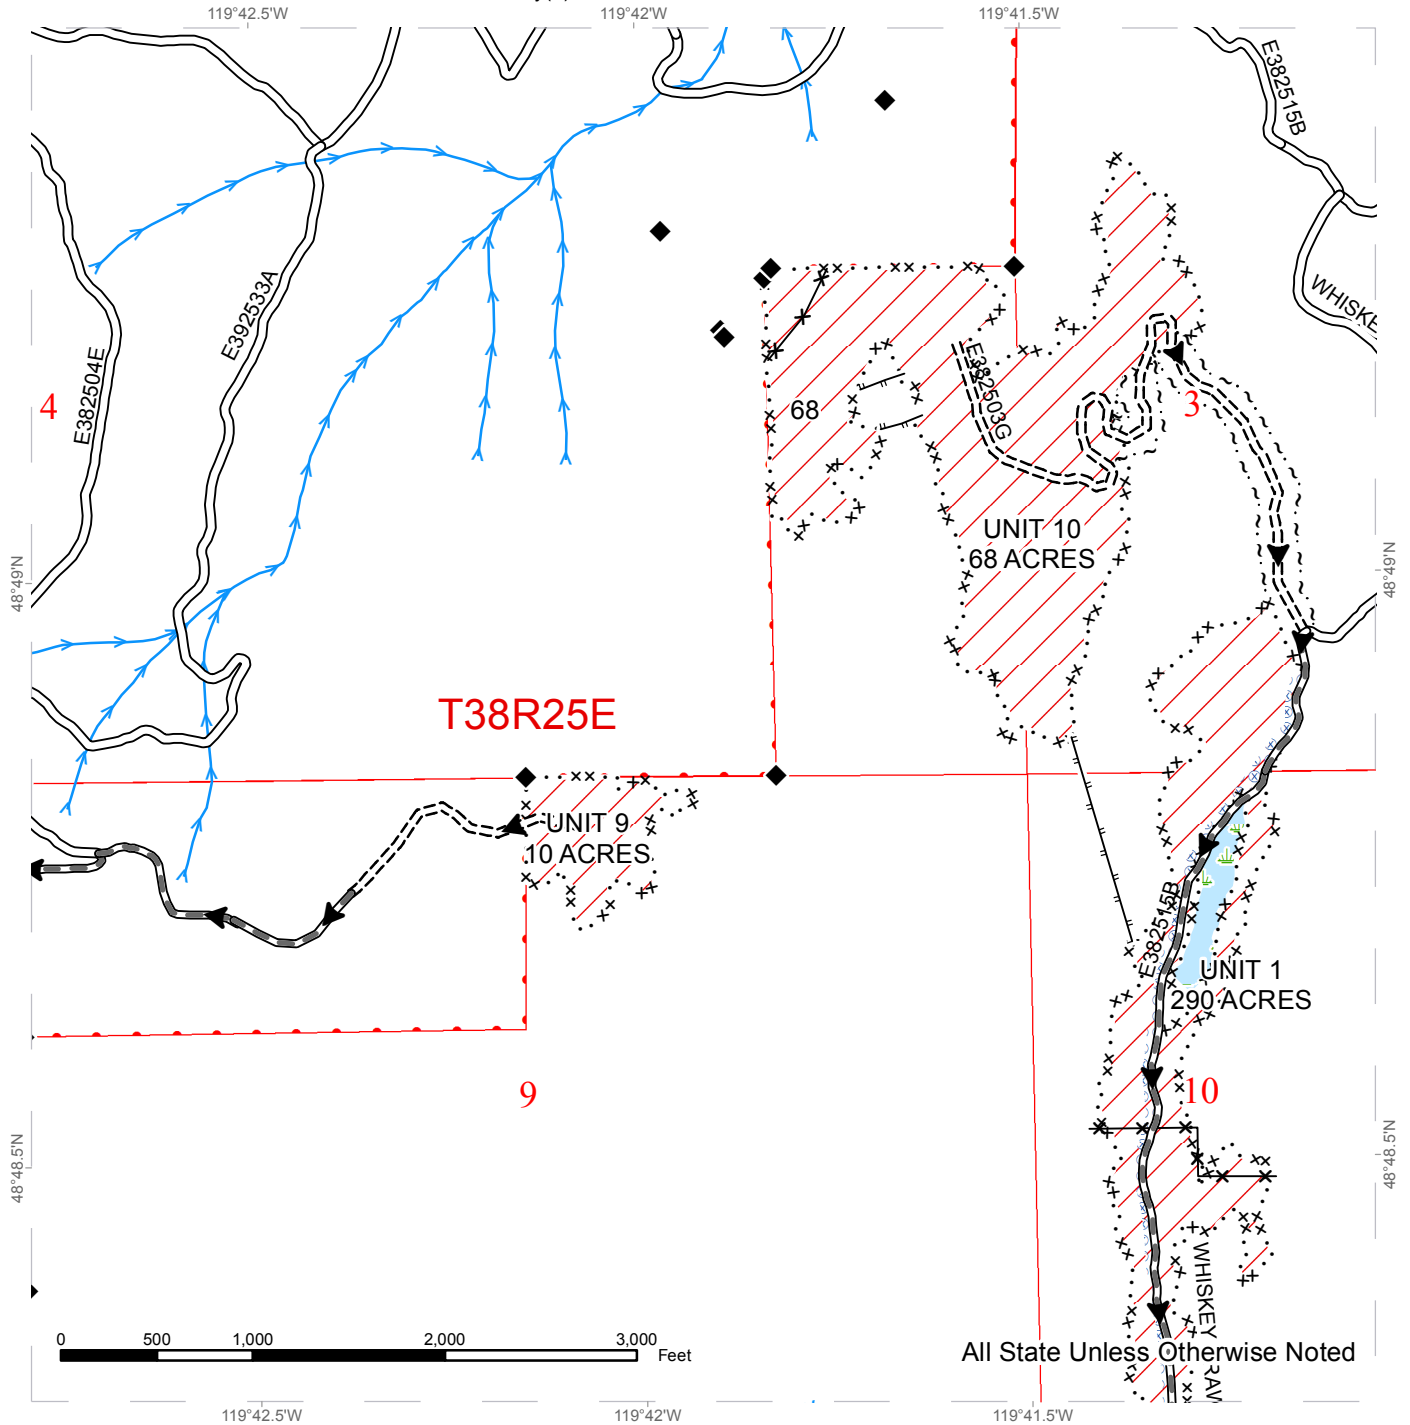 119°42.5'W
119°42'W
119°41.5'W
E382515B
E392533A
WHISKE
E382504E
4
68
E382503G
3
UNIT 10
68 ACRES
48°49'N
48°49'N
T38R25E
UNIT 9
10 ACRES
E382515B
UNIT 1
290 ACRES
9
10
48°48.5'N
48°48.5'N
WHISKEY
0
500
1,000
2,000
3,000
Feet
All State Unless Otherwise Noted
119°42.5'W
119°42'W
119°41.5'W